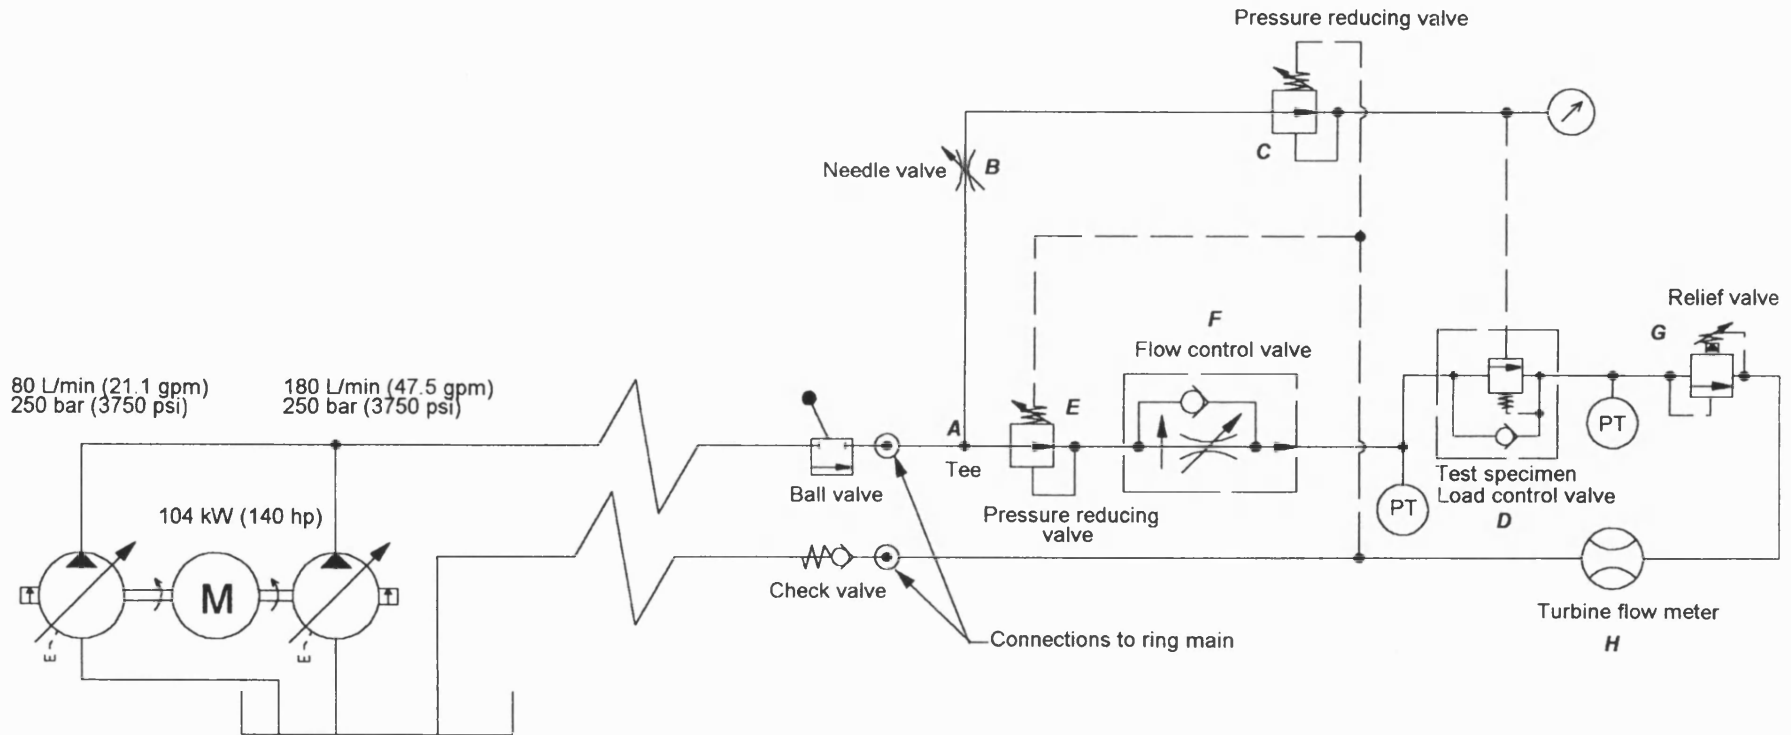 Pressure reducing valve
C
Needle valve
B
Relief valve
G
F
Flow control valve
80 L/min (21.1 gpm)
250 bar (3750 psi)
180 L/min (47.5 gpm)
250 bar (3750 psi)
E
A
Tee
PT
Ball valve
Test specimen
Load control valve
D
PT
Pressure reducing
valve
104 kW (140 hp)
M
Check valve
Turbine flow meter
H
Connections to ring main